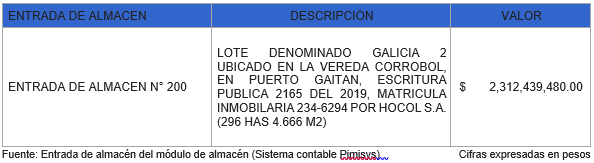 ENTRADA DE ALMACEN DESCRIPCIÓN VALOR
LOTE DENOMINADO GALICIA 2
UBICADO EN LA VEREDA CORROBOL,
EN PUERTO GAITAN, ESCRITURA
ENTRADA DE ALMACEN N° 200 PUBLICA 2165 DEL 2019, MATRICULA $ 2,312,439,480.00
INMOBILIARIA 234-6294 POR HOCOL S.A.
(296 HAS 4.666 M2)
Fuente: Entrada de almacén del módulo de almacén (Sistema contable Pimisys) Cifras expresadas en pesos